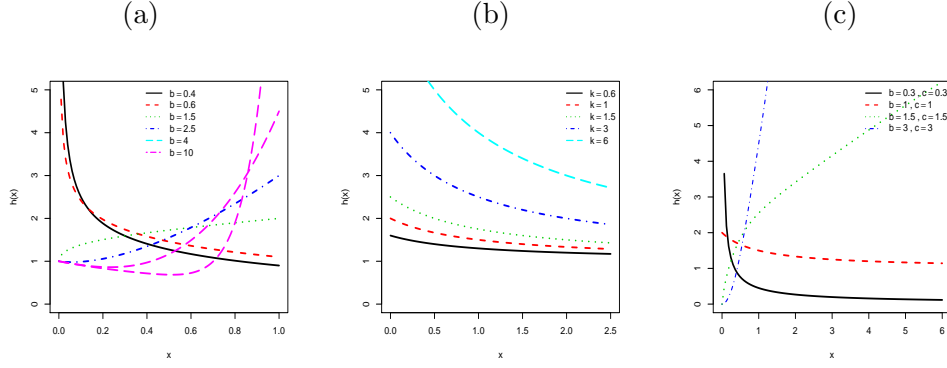 (a)
(b)
(c)
b = 0.4
b = 0.6
b = 1.5
b = 2.5
b = 4
b = 10
h(x)
5
4
3
2
1
0
0.0 0.2 0.4 0.6 0.8 1.0
x
k = 0.6
k = 1
k = 1.5
k = 3
k = 6
h(x)
5
4
3
2
1
0
0.0 0.5 1.0 1.5 2.0 2.5
x
b = 0.3 , c = 0.3
b = 1 , c = 1
b = 1.5 , c = 1.5
b = 3 , c = 3
h(x)
6
5
4
3
2
1
0
0 1 2 3 4 5 6
x